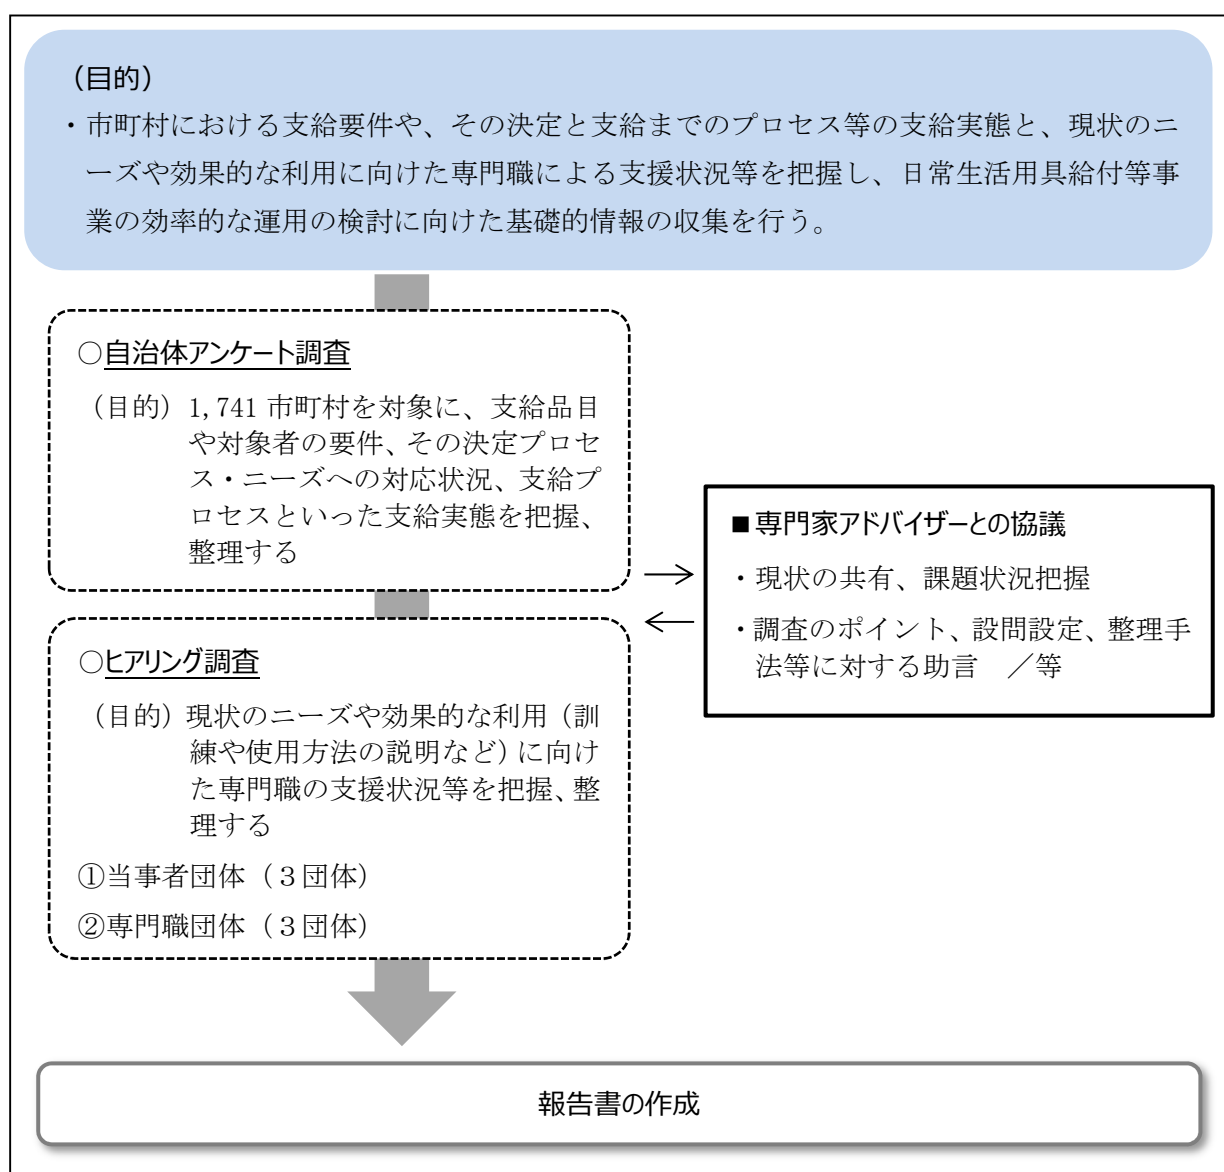 （目的）
・市町村における支給要件や、その決定と支給までのプロセス等の支給実態と、現状のニ
ーズや効果的な利用に向けた専門職による支援状況等を把握し、日常生活用具給付等事
業の効率的な運用の検討に向けた基礎的情報の収集を行う。
○自治体アンケート調査
（目的）1,741 市町村を対象に、支給品目
や対象者の要件、その決定プロセ
ス・ニーズへの対応状況、支給プ
ロセスといった支給実態を把握、
整理する
○ヒアリング調査
（目的）現状のニーズや効果的な利用（訓
練や使用方法の説明など）に向け
た専門職の支援状況等を把握、整
理する
①当事者団体（３団体）
②専門職団体（３団体）
■専門家アドバイザーとの協議
・現状の共有、課題状況把握
・調査のポイント、設問設定、整理手
法等に対する助言　／等
報告書の作成